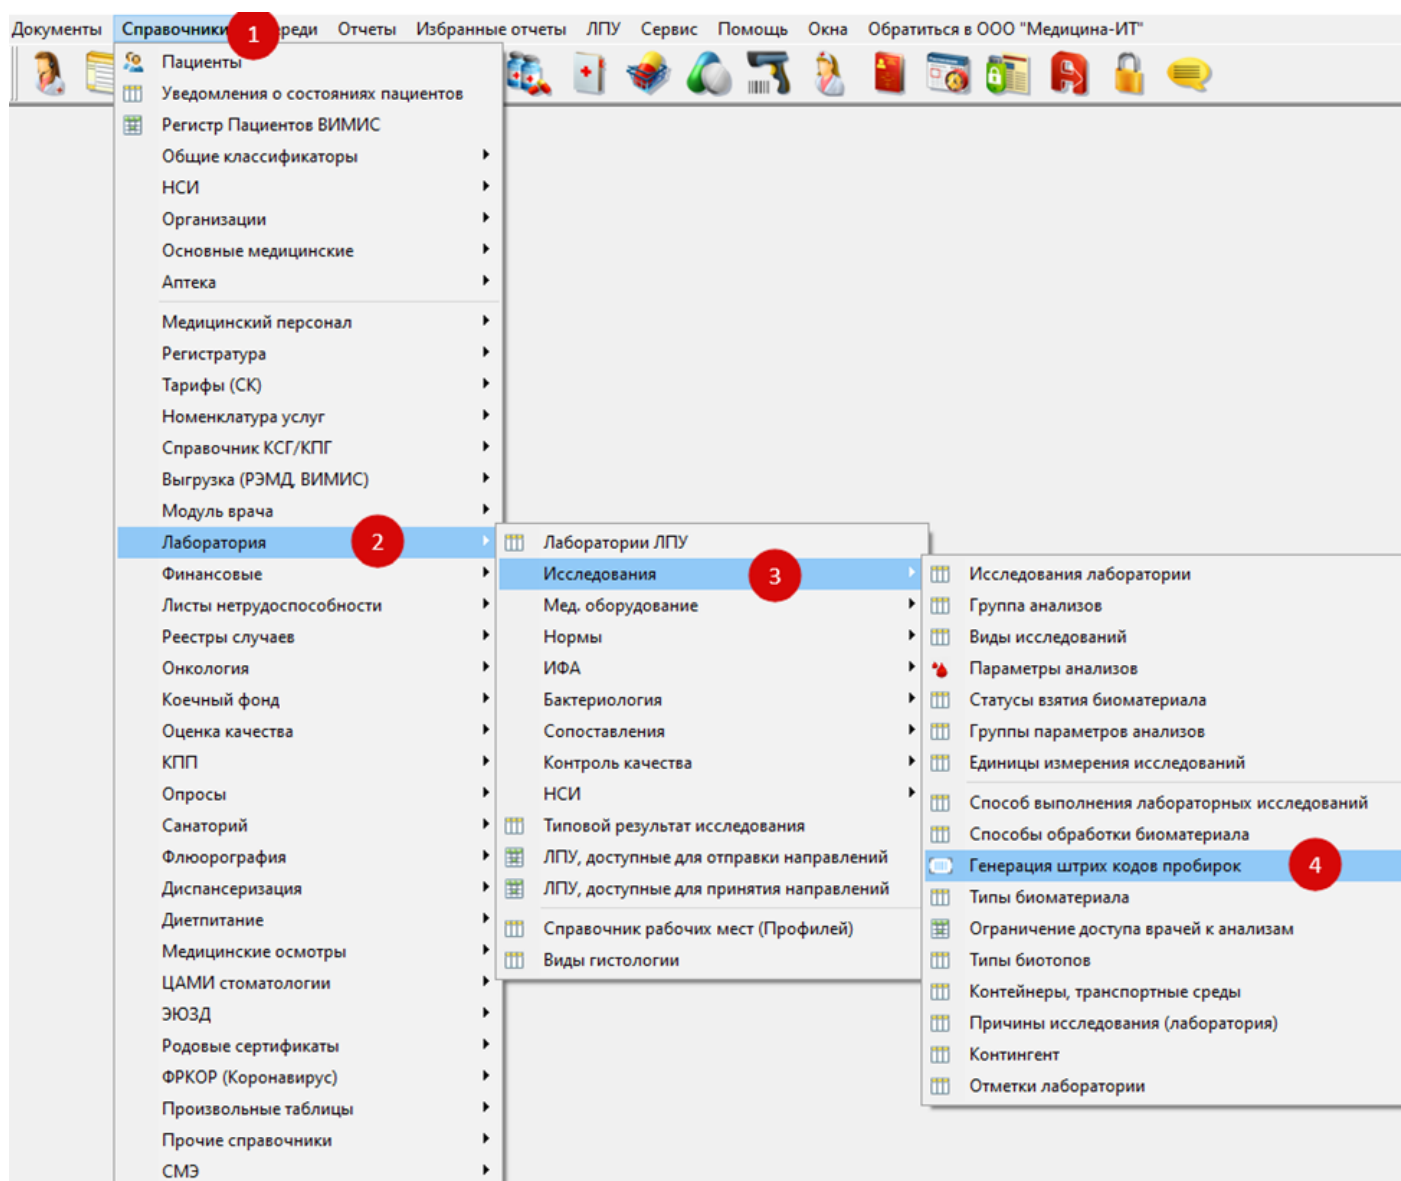 Документы Справочники 1 реди Отчеты Избранные отчеты ЛПУ Сервис Помощь Окна Обратиться в ООО "Медицина-ИТ"
Пациенты
Уведомления о состояниях пациентов
Регистр Пациентов ВИМИС
Общие классификаторы
НСИ
Организации
Основные медицинские
Аптека
Медицинский персонал
Регистратура
Тарифы (СК)
Номенклатура услуг
Справочник КСГ/КПГ
Выгрузка (РЭМД, ВИМИС)
Модуль врача
Лаборатория 2
Финансовые
Листы нетрудоспособности
Реестры случаев
Онкология
Коечный фонд
Оценка качества
КПП
Опросы
Санаторий
Флюорография
Диспансеризация
Диетпитание
Медицинские осмотры
ЦАМИ стоматологии
ЭЮЗД
Родовые сертификаты
ФРКОР (Коронавирус)
Произвольные таблицы
Прочие справочники
СМЭ
Лаборатории ЛПУ
Исследования 3
Мед. оборудование
Нормы
ИФА
Бактериология
Сопоставления
Контроль качества
НСИ
Типовой результат исследования
ЛПУ, доступные для отправки направлений
ЛПУ, доступные для принятия направлений
Справочник рабочих мест (Профилей)
Виды гистологии
Исследования лаборатории
Группа анализов
Виды исследований
Параметры анализов
Статусы взятия биоматериала
Группы параметров анализов
Единицы измерения исследований
Способ выполнения лабораторных исследований
Способы обработки биоматериала
Генерация штрих кодов пробирок 4
Типы биоматериала
Ограничение доступа врачей к анализам
Типы биотопов
Контейнеры, транспортные среды
Причины исследования (лаборатория)
Контингент
Отметки лаборатории